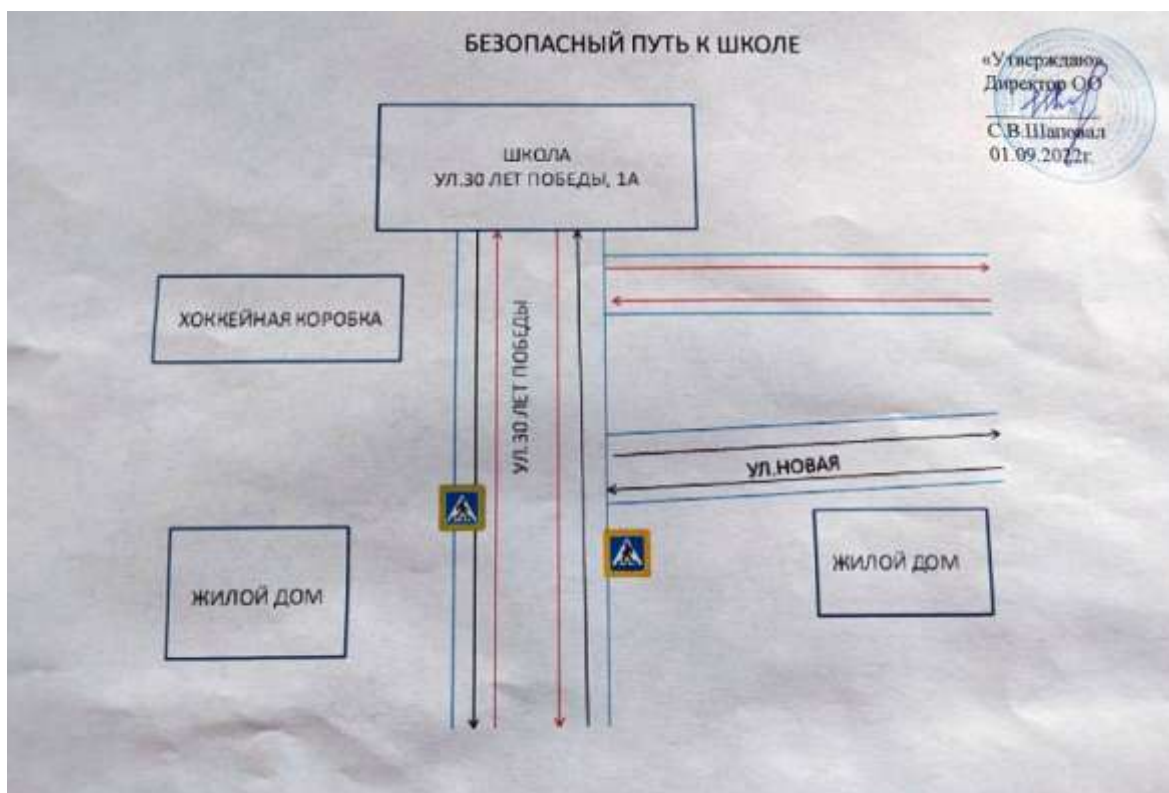 БЕЗОПАСНЫЙ ПУТЬ К ШКОЛЕ
«Утверждаю»
Директор ОО
С.В.Шаповал
01.09.2022г.
ШКОЛА
УЛ.30 ЛЕТ ПОБЕДЫ, 1А
ХОККЕЙНАЯ КОРОБКА
УЛ. 30 ЛЕТ ПОБЕДЫ
УЛ.НОВАЯ
ЖИЛОЙ ДОМ
ЖИЛОЙ ДОМ